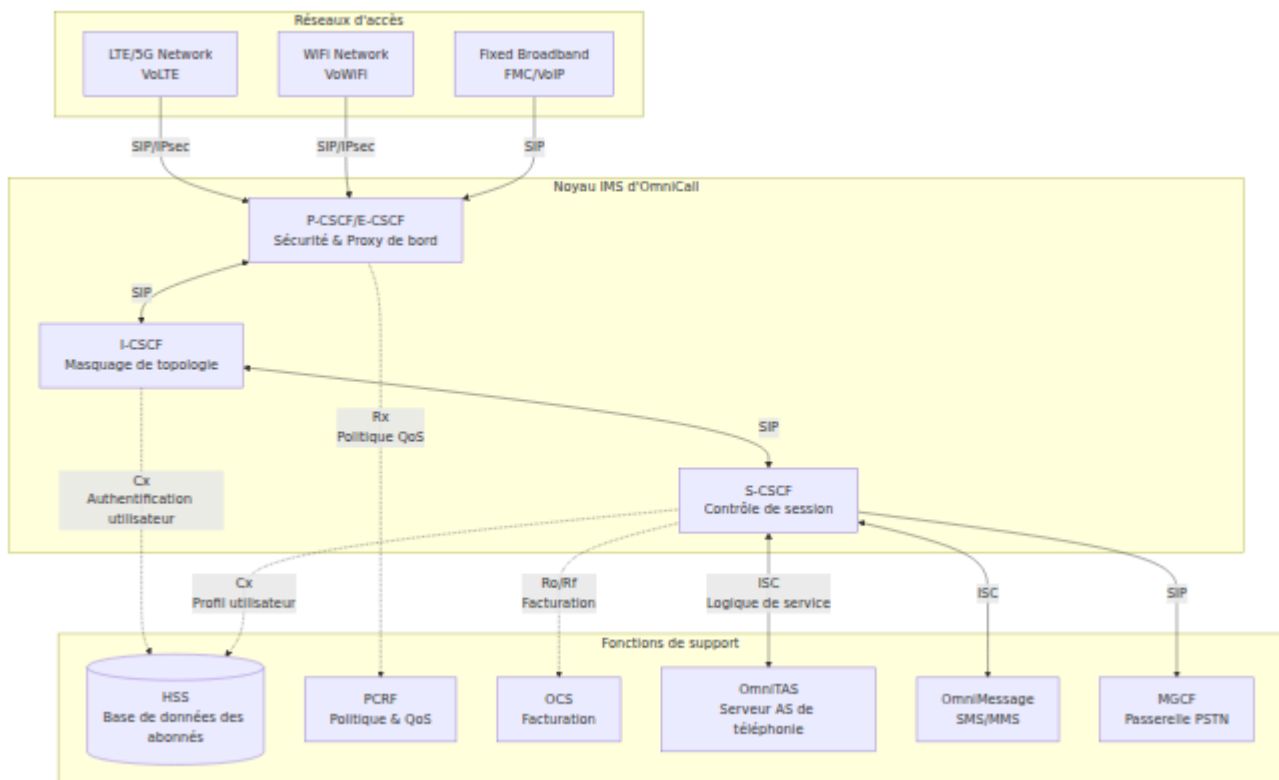 Réseaux d'accès
LTE/5G Network
VoLTE
WiFi Network
VoWiFi
Fixed Broadband
FMC/VoIP
SIP/IPsec
SIP/IPsec
SIP
Noyau IMS d'OmniCall
P-CSCF/E-CSCF
Sécurité & Proxy de bord
SIP
I-CSCF
Masquage de topologie
Rx
Politique QoS
SIP
Cx
Authentification
utilisateur
S-CSCF
Contrôle de session
Cx
Profil utilisateur
Ro/Rf
Facturation
ISC
Logique de service
ISC
SIP
Fonctions de support
HSS
Base de données des
abonnés
PCRF
Politique & QoS
OCS
Facturation
OmniTAS
Serveur AS de
téléphonie
OmniMessage
SMS/MMS
MGCF
Passerelle PSTN